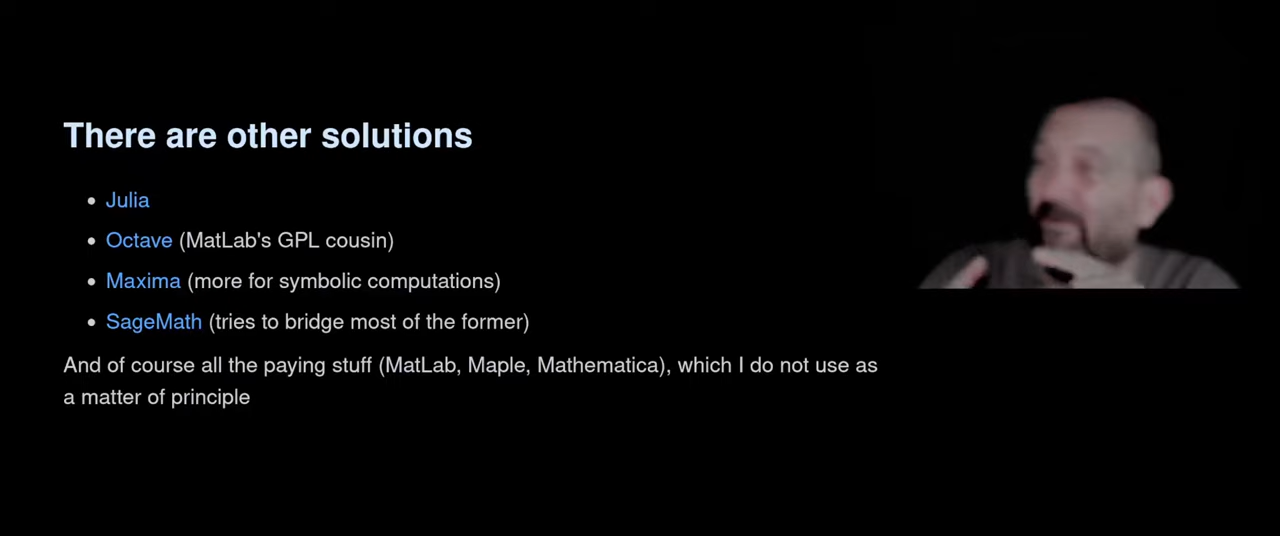 There are other solutions
Julia
Octave (MatLab's GPL cousin)
Maxima (more for symbolic computations)
SageMath (tries to bridge most of the former)
And of course all the paying stuff (MatLab, Maple, Mathematica), which I do not use as
a matter of principle